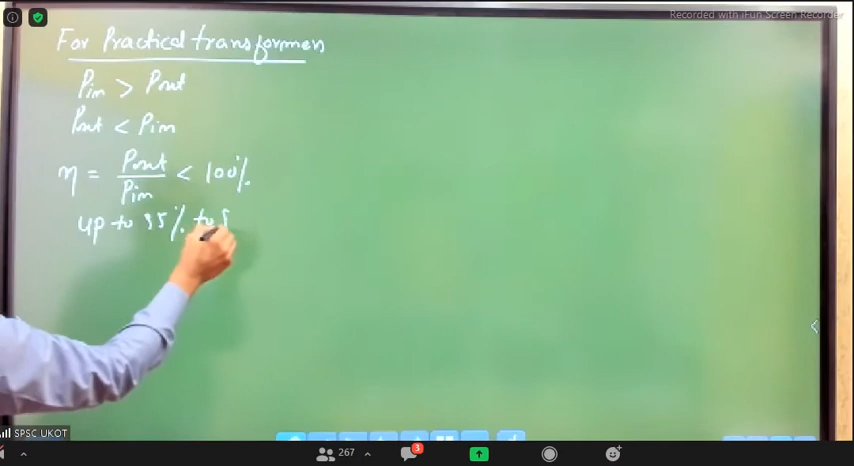 Recorded with iFun Screen Recorder
For Practical transformers
Pin > Pout
Pout < Pin
η = Pout / Pin < 100%
up to 95% to
SPSC UKOT
267
3